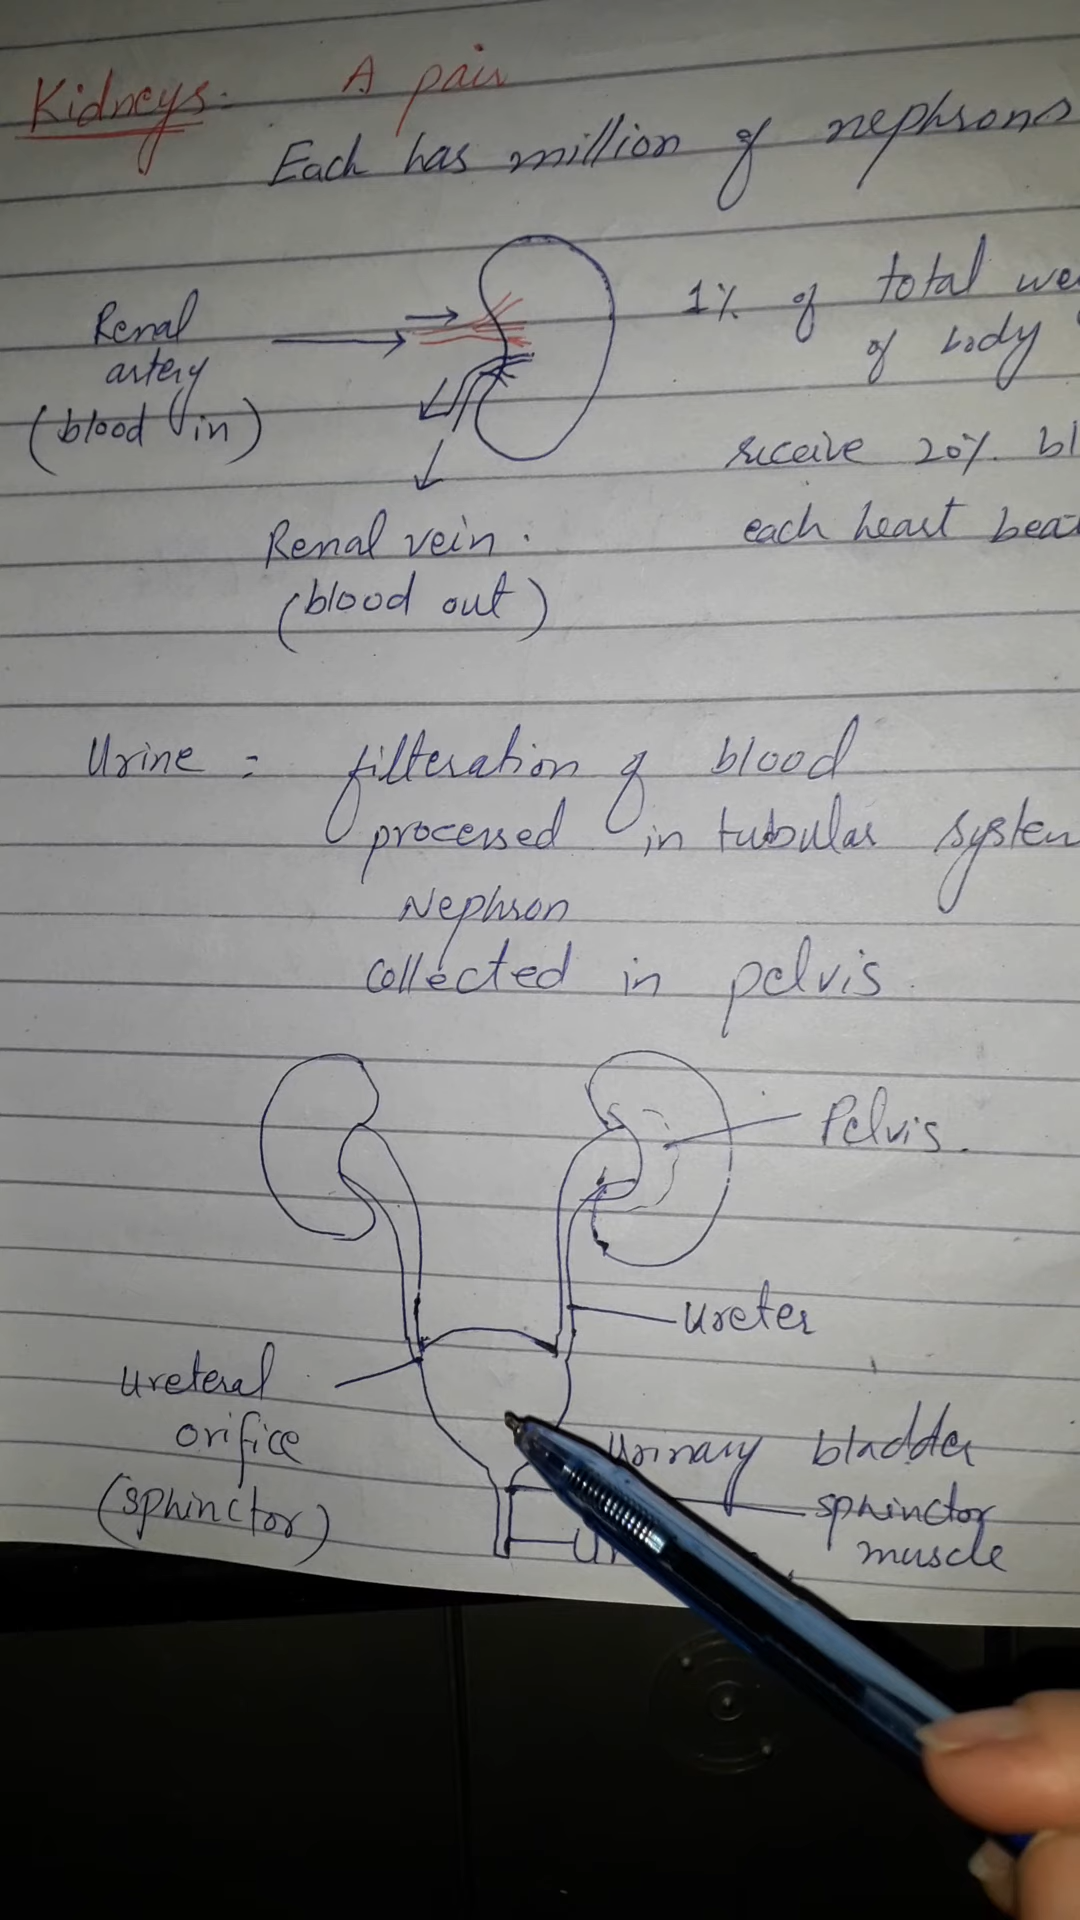 Kidneys: A pair
Each has million of nephrons
Renal
artery
(blood in)
1% of total
of body
receive 20%
each heart
Renal vein.
(blood out)
Urine = filteration of blood
processed in tubular
Nephron
collected in pelvis.
Pelvis.
Ureter
Ureteral
orifice
(sphinctor)
Urinary bladder
sphinctor
muscle